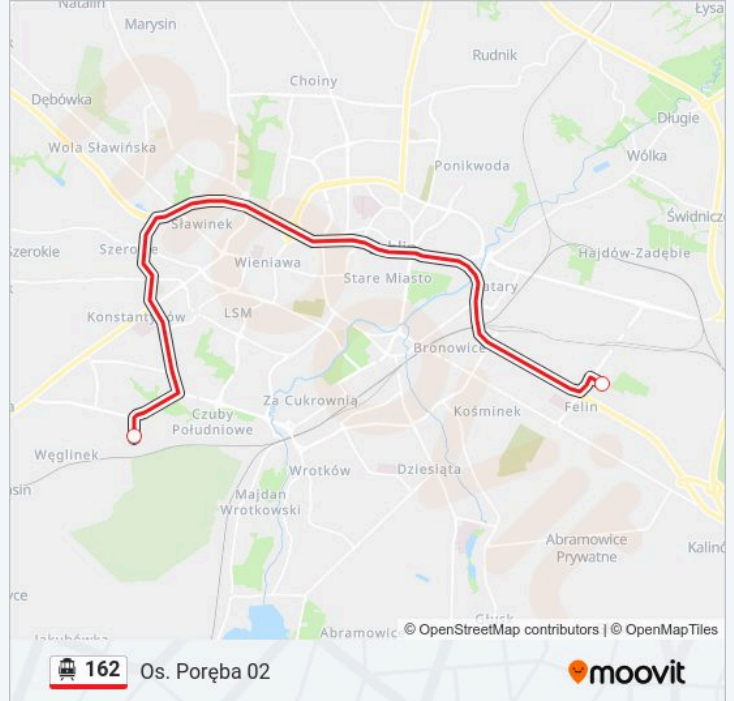 Natalin
Marysin
Łysa
Rudnik
Choiny
Dębówka
Długie
Wola Sławińska
Wólka
Ponikwoda
Świdnicz
Sławinek
Szerokie
Hajdów-Zadębie
Wieniawa
Stare Miasto
Tatary
Konstantynów
LSM
Bronowice
Za Cukrownią
Felin
Kośminek
Czuby
Południowe
Węglinek
Wrotków
Dziesiąta
Majdan
Wrotkowski
Abramowice
Prywatne
Kalinó
Głusk
Jakubówka
Abramowic
© OpenStreetMap contributors | © OpenMapTiles
162 Os. Poręba 02
moovit